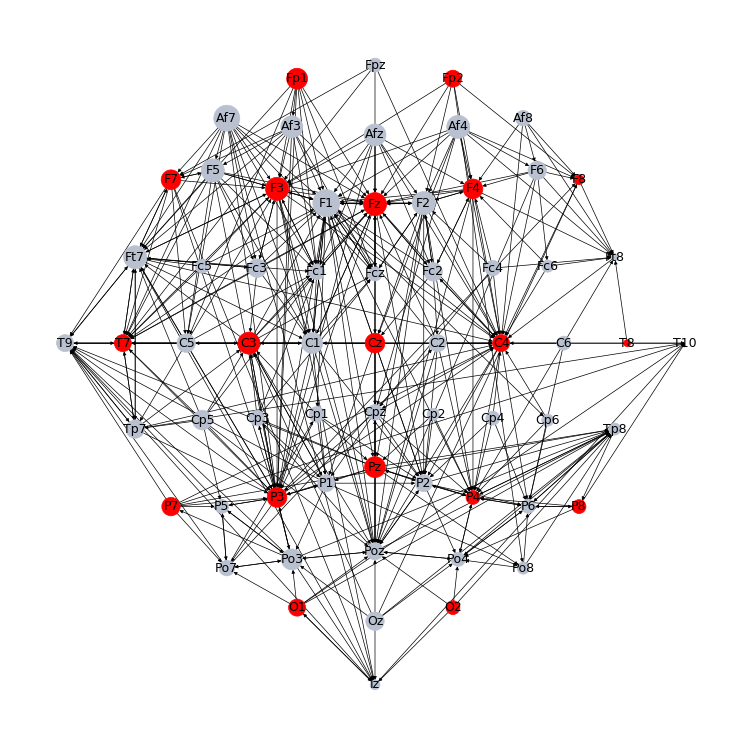 Fpz
Fp1 Fp2
Af7 Af8
Af3 Af4
Afz
F5 F6
F7 F8
F3 F4
F1 Fz F2
Ft7 Ft8
Fc5 Fc3 Fc1 Fcz Fc2 Fc4 Fc6
T9 T7 C5 C3 C1 Cz C2 C4 C6 T8 T10
Cp5 Cp3 Cp1 Cpz Cp2 Cp4 Cp6
Tp7 Tp8
Pz
P1 P2
P3 P4
P7 P5 P6 P8
Poz
Po3 Po4
Po7 Po8
O1 O2
Oz
Iz